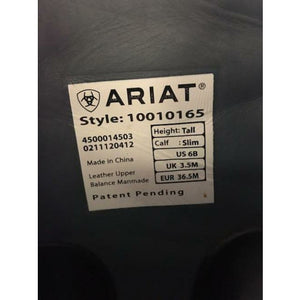 ARIAT®
Style: 10010165
4500014503
0211120412
Made in China
Leather Upper
Balance Manmade
Height: Tall
Calf : Slim
US 6B
UK 3.5M
EUR 36.5M
Patent Pending